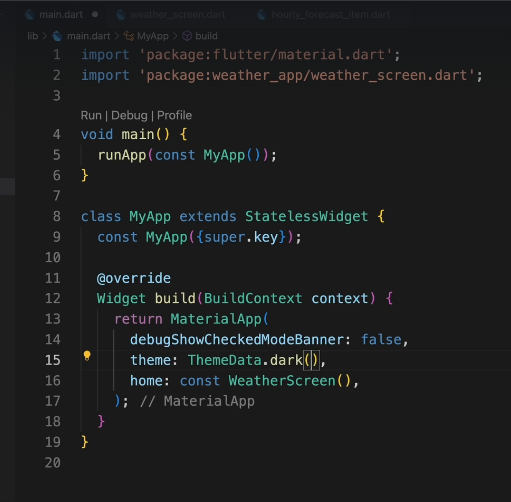 main.dart weather_screen.dart hourly_forecast_item.dart
lib > main.dart > MyApp > build
1 import 'package:flutter/material.dart';
2 import 'package:weather_app/weather_screen.dart';
3
Run | Debug | Profile
4 void main() {
5   runApp(const MyApp());
6 }
7
8 class MyApp extends StatelessWidget {
9   const MyApp({super.key});
10
11   @override
12   Widget build(BuildContext context) {
13     return MaterialApp(
14       debugShowCheckedModeBanner: false,
15       theme: ThemeData.dark(),
16       home: const WeatherScreen(),
17     ); // MaterialApp
18   }
19 }
20